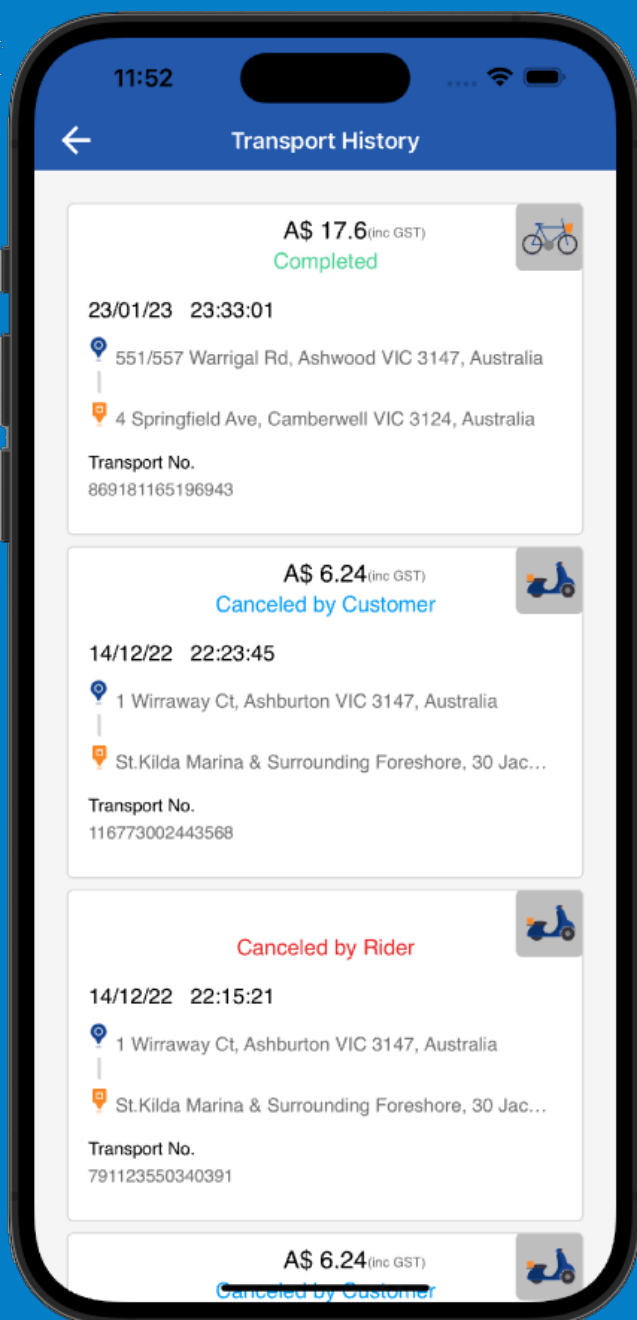 11:52
Transport History
A$ 17.6(inc GST)
Completed
23/01/23 23:33:01
551/557 Warrigal Rd, Ashwood VIC 3147, Australia
4 Springfield Ave, Camberwell VIC 3124, Australia
Transport No.
869181165196943
A$ 6.24(inc GST)
Canceled by Customer
14/12/22 22:23:45
1 Wirraway Ct, Ashburton VIC 3147, Australia
St.Kilda Marina & Surrounding Foreshore, 30 Jac...
Transport No.
116773002443568
Canceled by Rider
14/12/22 22:15:21
1 Wirraway Ct, Ashburton VIC 3147, Australia
St.Kilda Marina & Surrounding Foreshore, 30 Jac...
Transport No.
791123550340391
A$ 6.24(inc GST)
Canceled by Customer